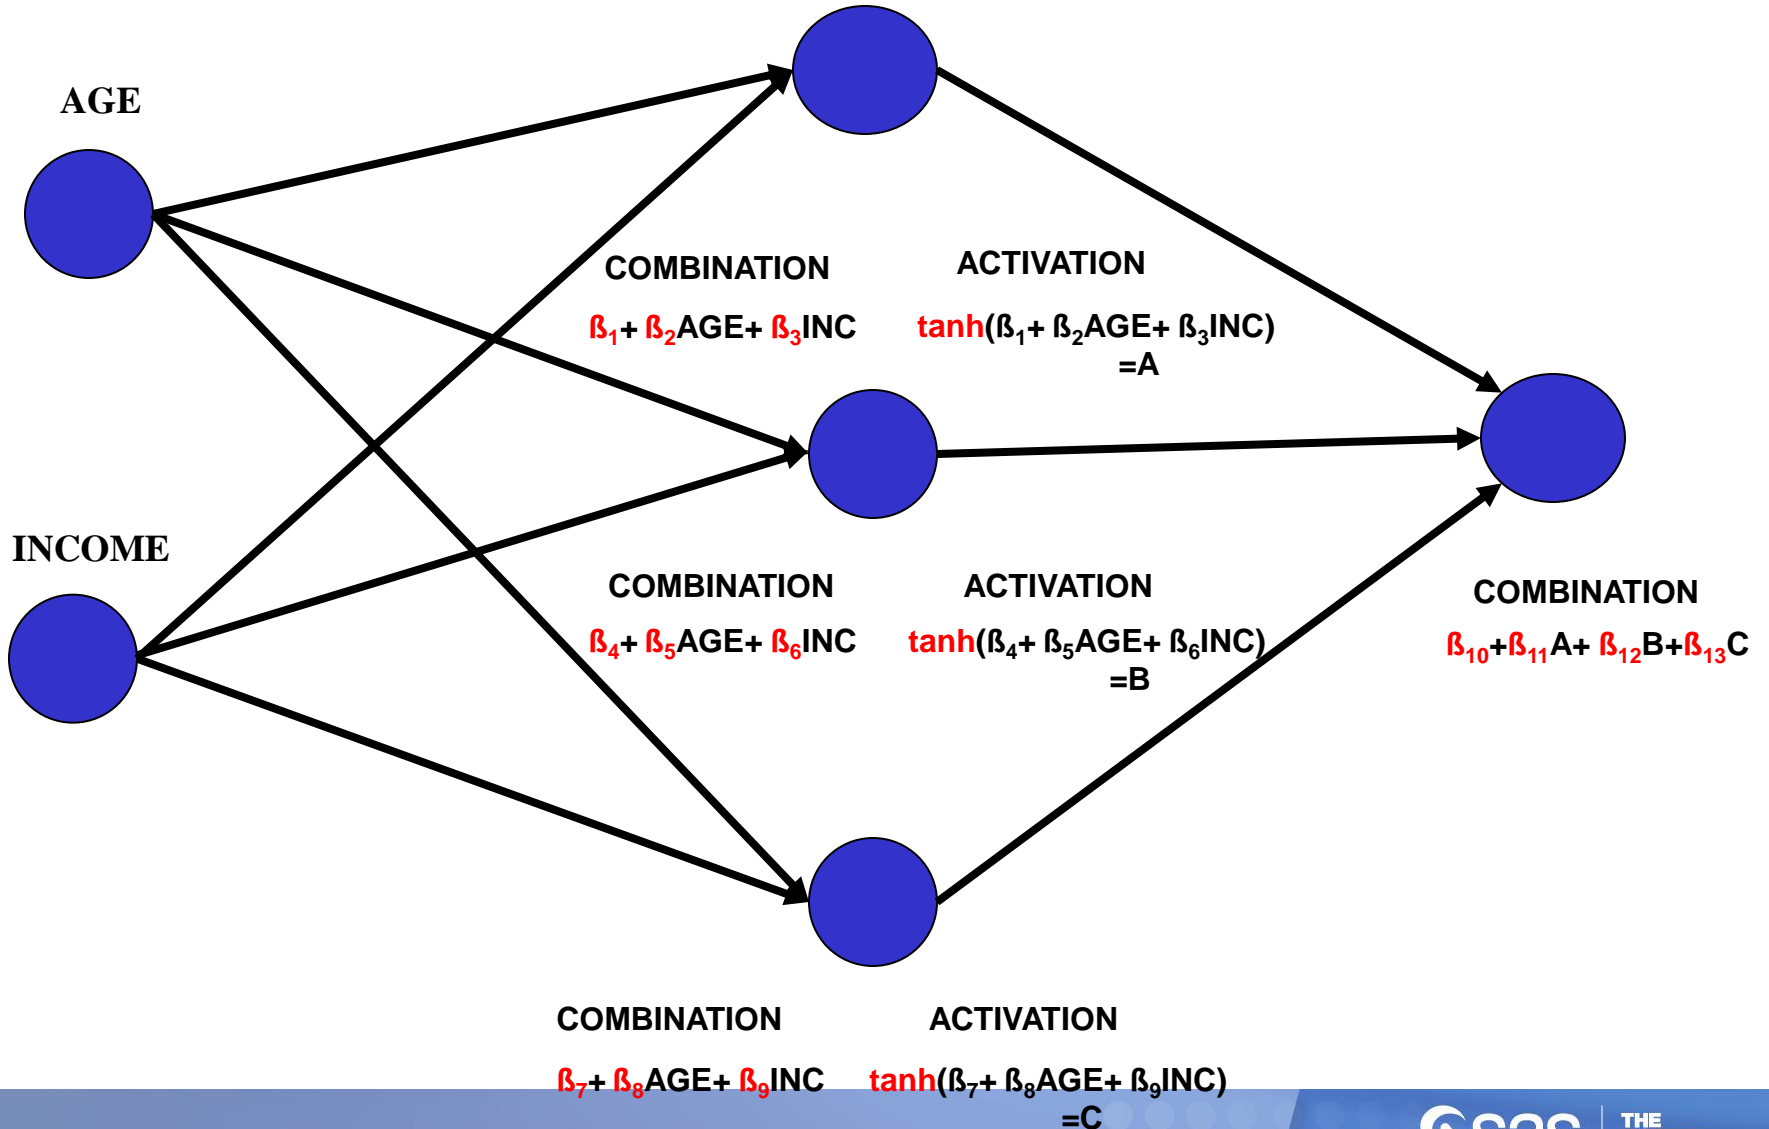 AGE
COMBINATION
ACTIVATION
ß₁+ ß₂AGE+ ß₃INC
tanh(ß₁+ ß₂AGE+ ß₃INC)
=A
INCOME
COMBINATION
ACTIVATION
COMBINATION
ß₄+ ß₅AGE+ ß₆INC
tanh(ß₄+ ß₅AGE+ ß₆INC)
=B
ß₁₀+ß₁₁A+ ß₁₂B+ß₁₃C
COMBINATION
ACTIVATION
ß₇+ ß₈AGE+ ß₉INC
tanh(ß₇+ ß₈AGE+ ß₉INC)
=C
sas
THE